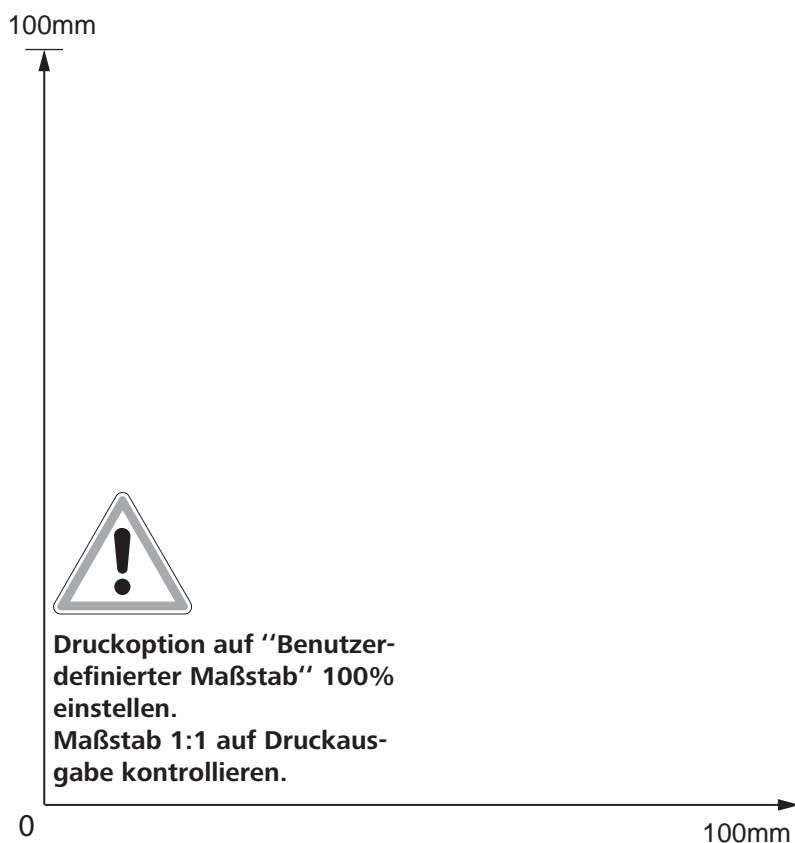 100mm
Druckoption auf ''Benutzer-
definierter Maßstab'' 100%
einstellen.
Maßstab 1:1 auf Druckaus-
gabe kontrollieren.
0
100mm